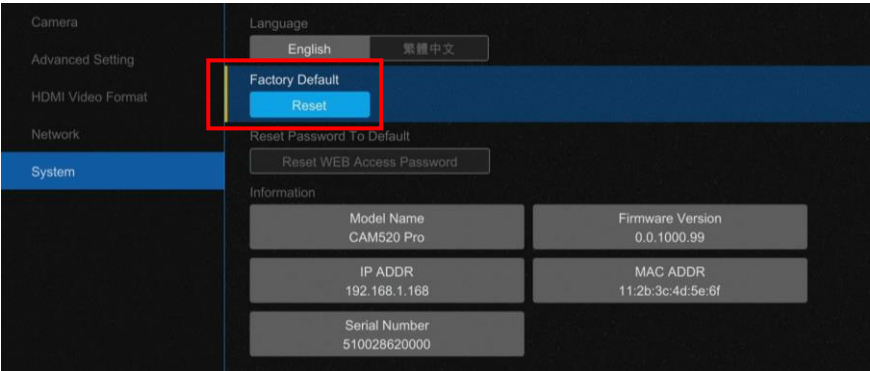 Camera
Advanced Setting
HDMI Video Format
Network
System
Language
English 繁體中文
Factory Default
Reset
Reset Password To Default
Reset WEB Access Password
Information
Model Name
CAM520 Pro
Firmware Version
0.0.1000.99
IP ADDR
192.168.1.168
MAC ADDR
11:2b:3c:4d:5e:6f
Serial Number
510028620000